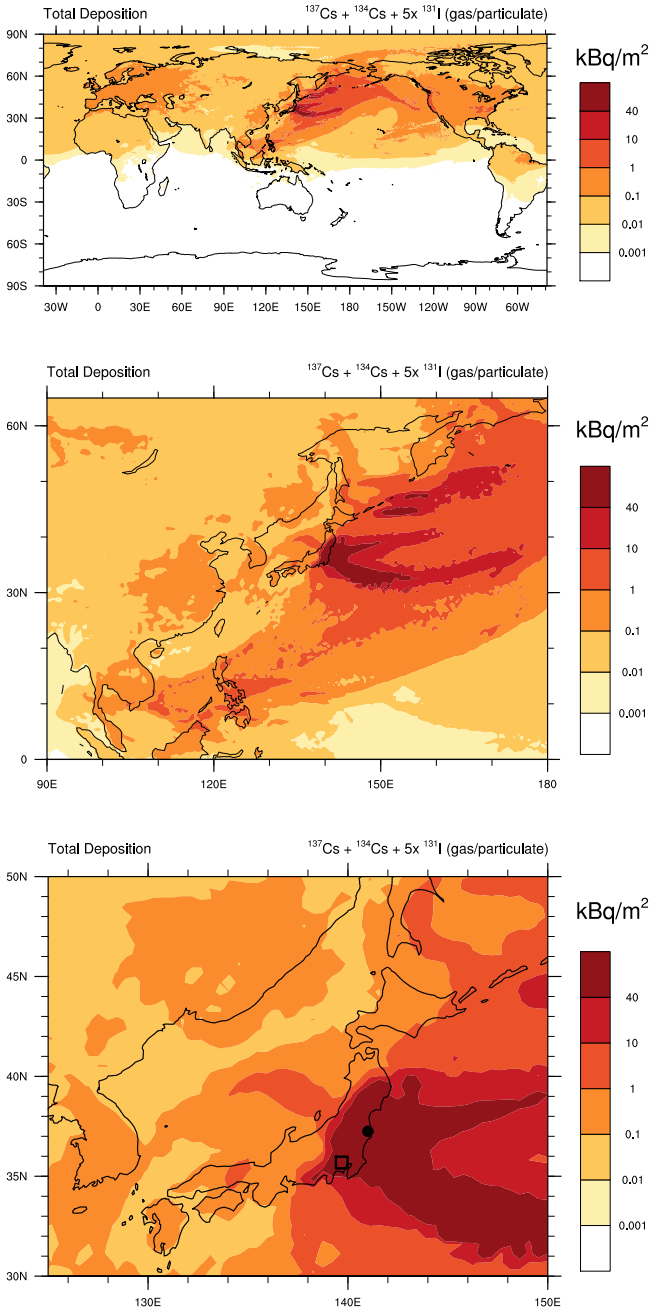 Total Deposition ¹³⁷Cs + ¹³⁴Cs + 5x ¹³¹I (gas/particulate)
kBq/m²
90N
60N
30N
0
30S
60S
90S
30W 0 30E 60E 90E 120E 150E 180 150W 120W 90W 60W
40
10
1
0.1
0.01
0.001
Total Deposition ¹³⁷Cs + ¹³⁴Cs + 5x ¹³¹I (gas/particulate)
kBq/m²
60N
30N
0
90E 120E 150E 180
40
10
1
0.1
0.01
0.001
Total Deposition ¹³⁷Cs + ¹³⁴Cs + 5x ¹³¹I (gas/particulate)
kBq/m²
50N
45N
40N
35N
30N
130E 140E 150E
40
10
1
0.1
0.01
0.001